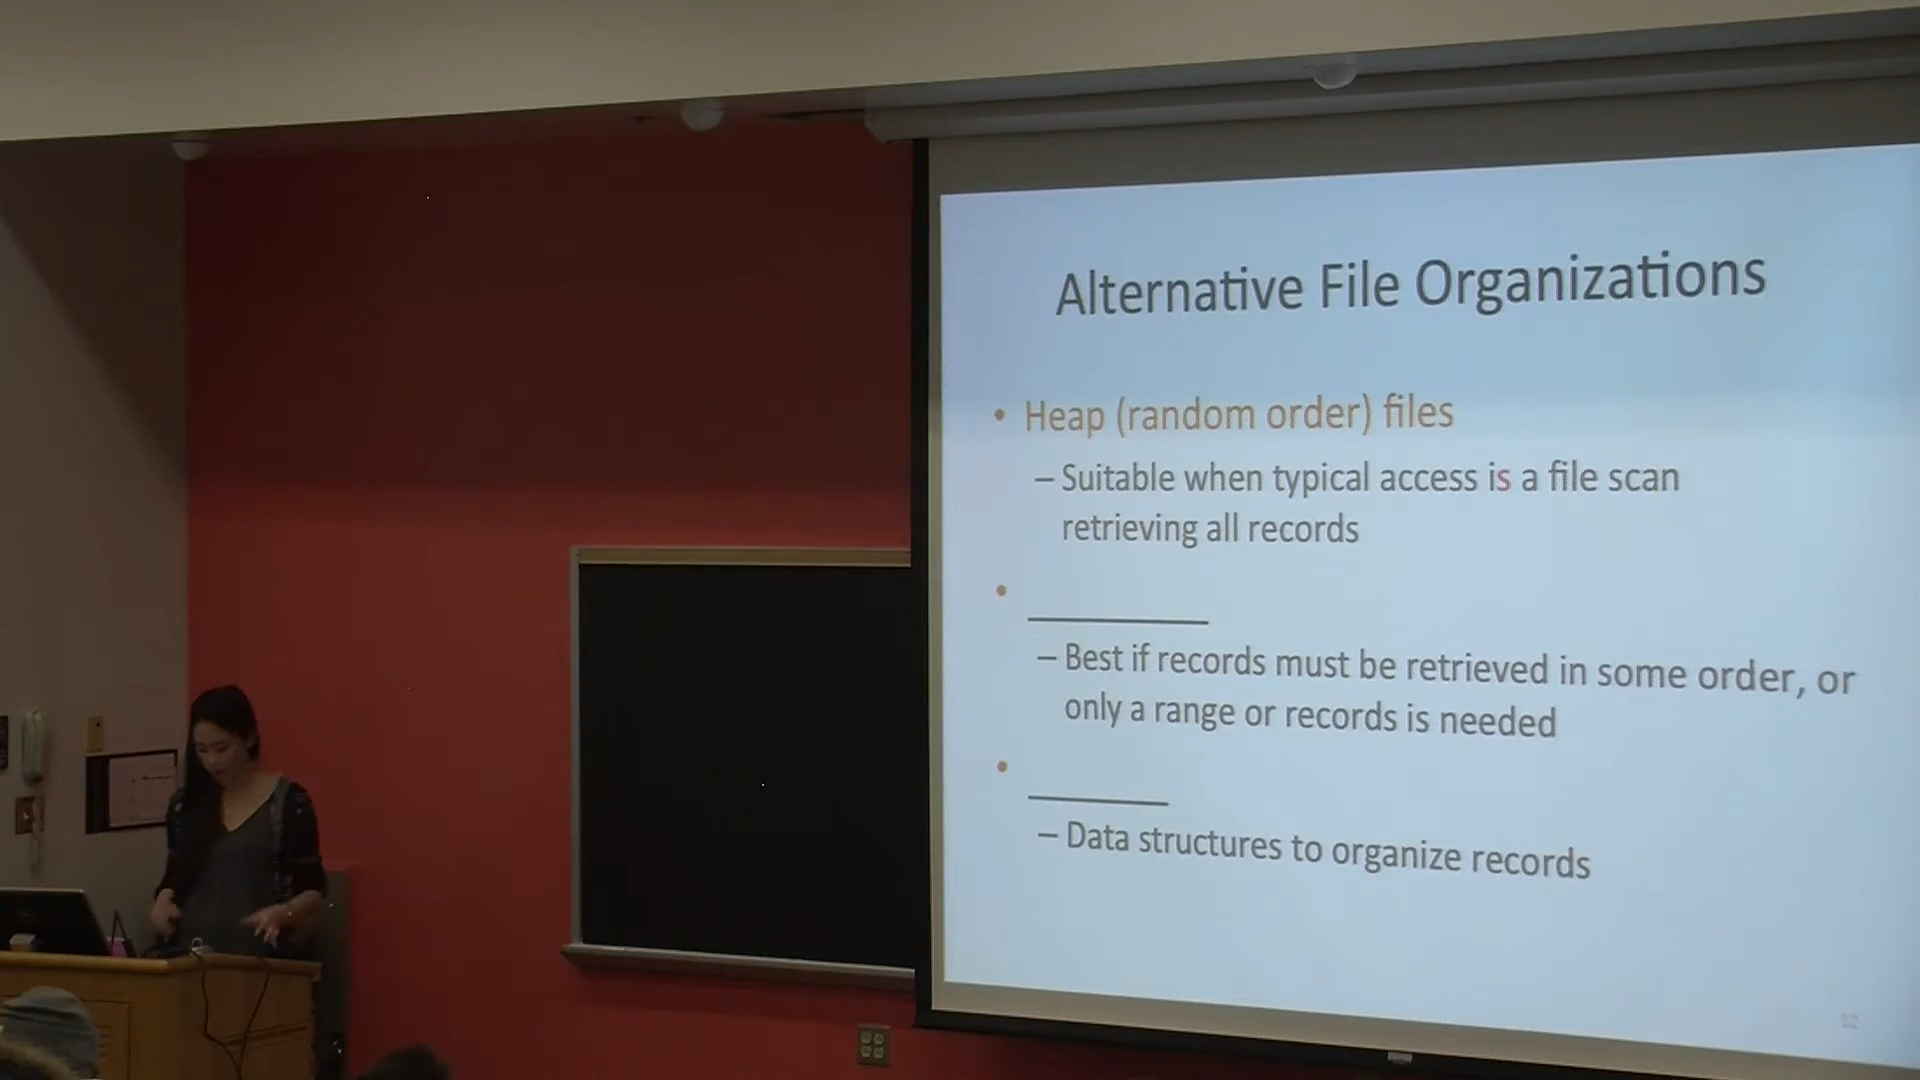 Alternative File Organizations
• Heap (random order) files
– Suitable when typical access is a file scan
retrieving all records
•
– Best if records must be retrieved in some order, or
only a range or records is needed
•
– Data structures to organize records